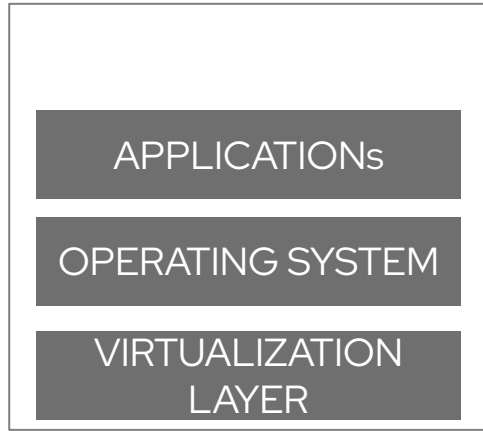 APPLICATIONs
OPERATING SYSTEM
VIRTUALIZATION
LAYER